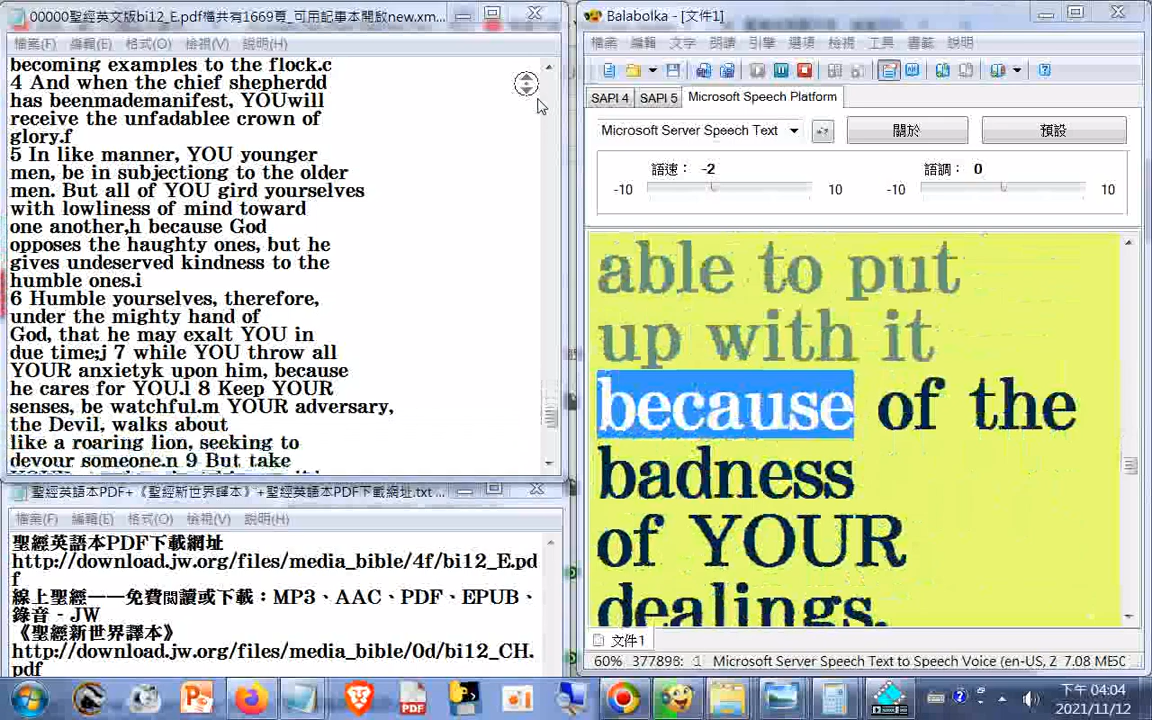 00000聖經英文版bi12_E.pdf檔共有1669頁_可用記事本開啟new.xm...
檔案(F) 編輯(E) 格式(O) 檢視(V) 說明(H)
becoming examples to the flock.c
4 And when the chief shepherdd
has beenmademanifest, YOUwill
receive the unfadablee crown of
glory.f
5 In like manner, YOU younger
men, be in subjectiong to the older
men. But all of YOU gird yourselves
with lowliness of mind toward
one another,h because God
opposes the haughty ones, but he
gives undeserved kindness to the
humble ones.i
6 Humble yourselves, therefore,
under the mighty hand of
God, that he may exalt YOU in
due time;j 7 while YOU throw all
YOUR anxietyk upon him, because
he cares for YOU.l 8 Keep YOUR
senses, be watchful.m YOUR adversary,
the Devil, walks about
like a roaring lion, seeking to
devour someone.n 9 But take
聖經英語本PDF+《聖經新世界譯本》+聖經英語本PDF下載網址.txt ...
檔案(F) 編輯(E) 格式(O) 檢視(V) 說明(H)
聖經英語本PDF下載網址
http://download.jw.org/files/media_bible/4f/bi12_E.pd
f
線上聖經——免費閱讀或下載：MP3、AAC、PDF、EPUB、
錄音 - JW
《聖經新世界譯本》
http://download.jw.org/files/media_bible/0d/bi12_CH.
pdf
Balabolka - [文件1]
檔案 編輯 文字 朗讀 引擎 選項 檢視 工具 書籤 說明
SAPI 4 SAPI 5 Microsoft Speech Platform
Microsoft Server Speech Text 關於 預設
語速： -2 語調： 0
-10 10 -10 10
able to put
up with it
because of the
badness
of YOUR
dealings.
文件1
60% 377898: 1 Microsoft Server Speech Text to Speech Voice (en-US, Z 7.08 МБ
PDF
下午 04:04
2021/11/12